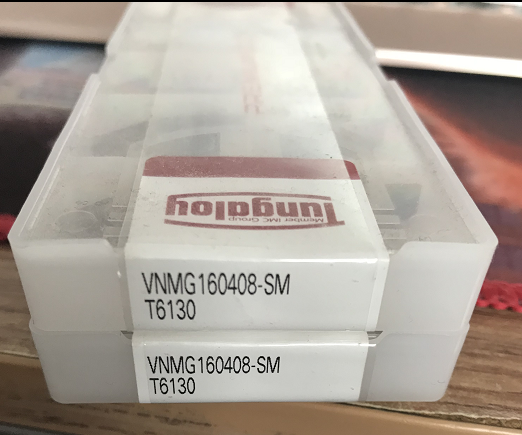 Tungaloy
Member IMC Group
VNMG160408-SM
T6130
VNMG160408-SM
T6130